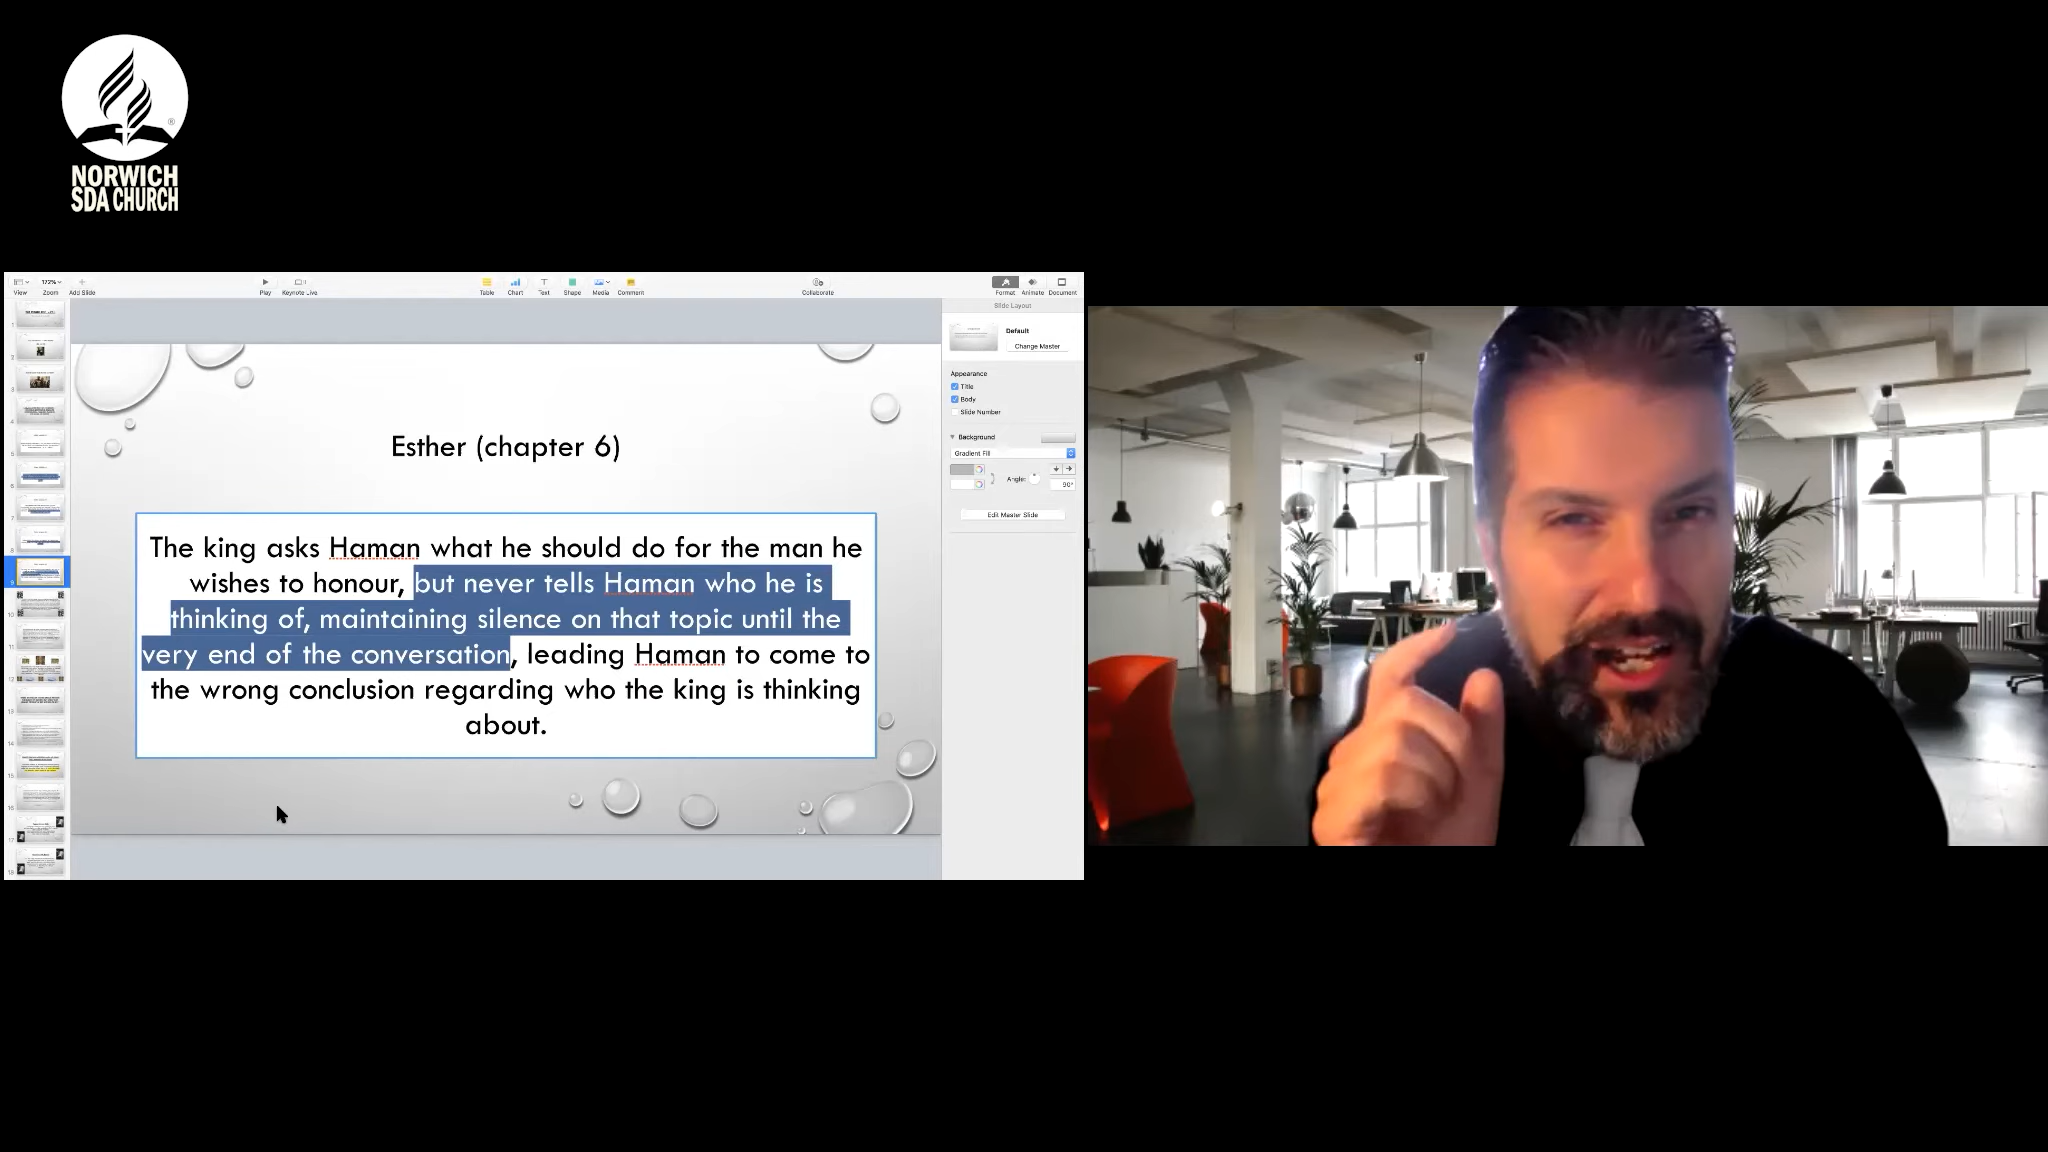 ®
NORWICH
SDA CHURCH
172%
View
Zoom
Add Slide
Play
Keynote Live
Table
Chart
Text
Shape
Media
Comment
Collaborate
Format
Animate
Document
Slide Layout
Default
Change Master
Appearance
Title
Body
Slide Number
Background
Gradient Fill
Angle:
90°
Edit Master Slide
Esther (chapter 6)
The king asks Haman what he should do for the man he
wishes to honour, but never tells Haman who he is
thinking of, maintaining silence on that topic until the
very end of the conversation, leading Haman to come to
the wrong conclusion regarding who the king is thinking
about.